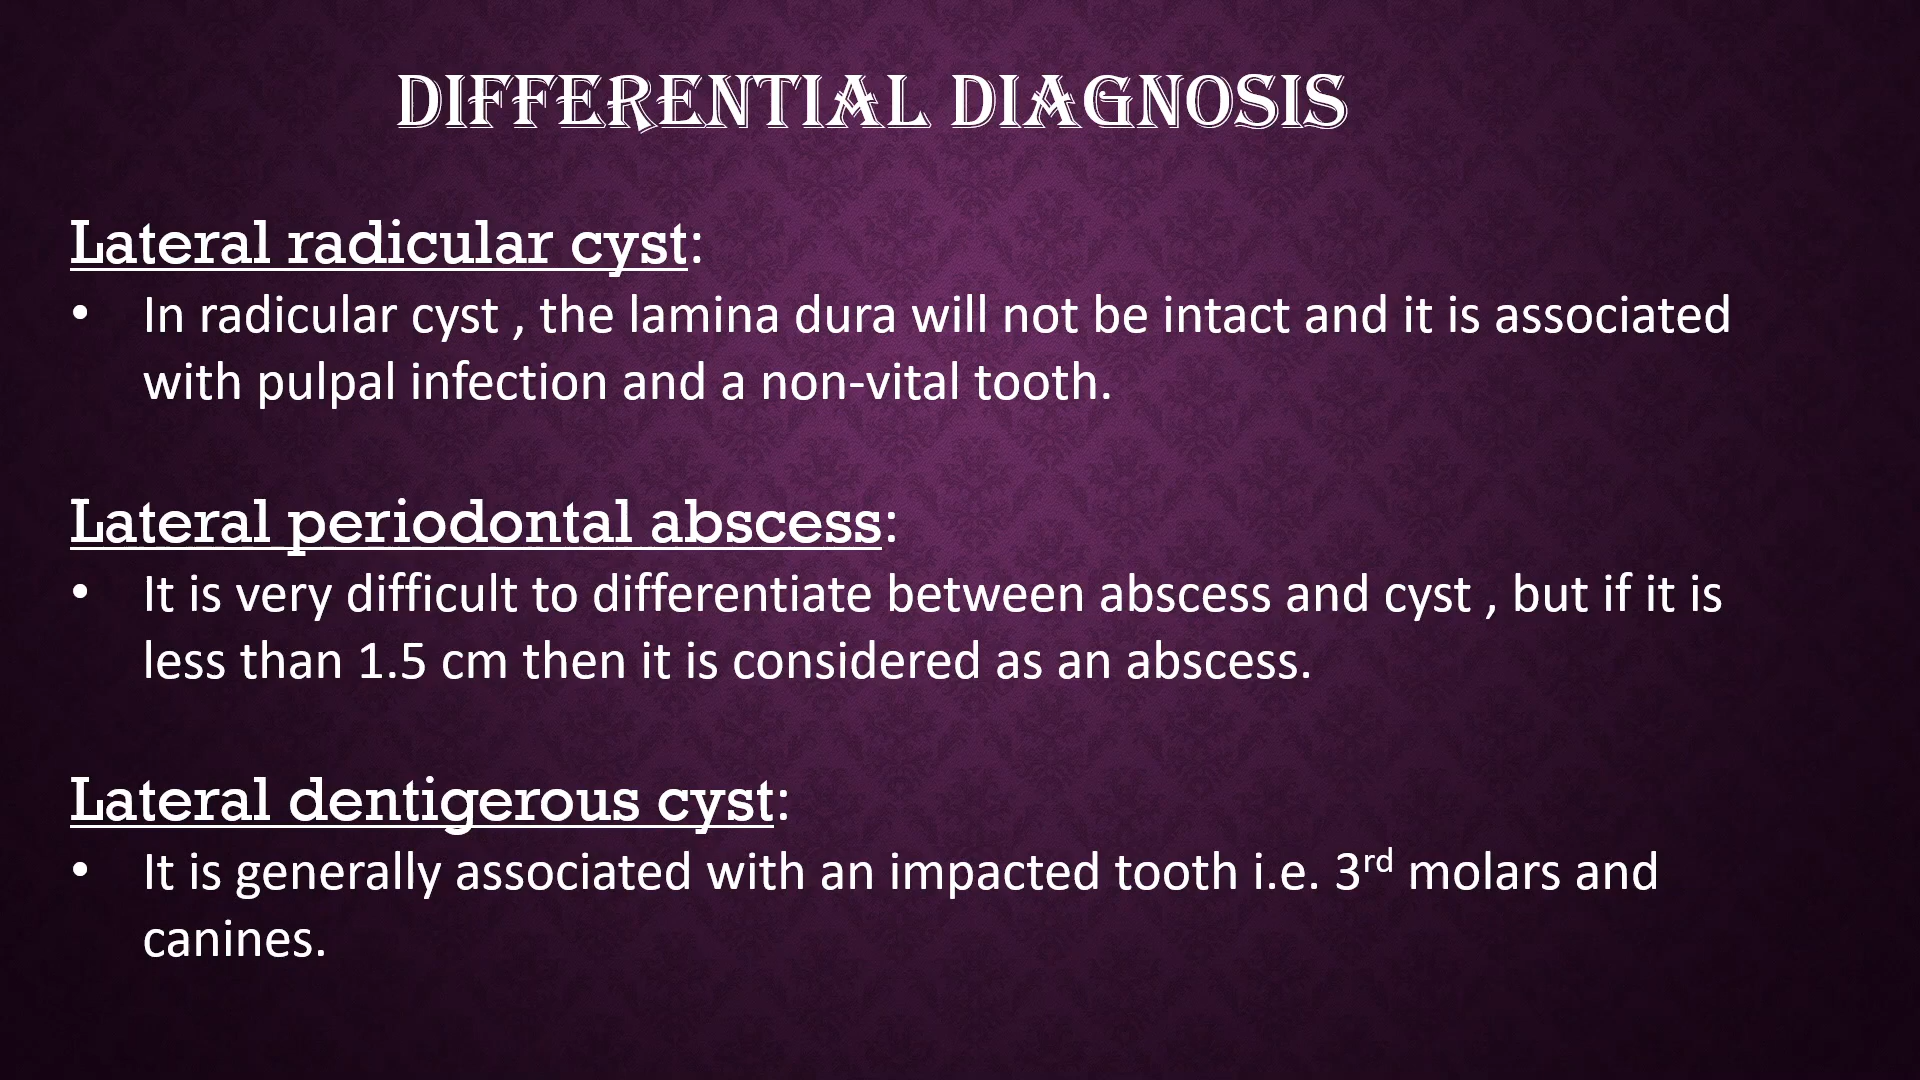 DIFFERENTIAL DIAGNOSIS
Lateral radicular cyst:
• In radicular cyst , the lamina dura will not be intact and it is associated
with pulpal infection and a non-vital tooth.
Lateral periodontal abscess:
• It is very difficult to differentiate between abscess and cyst , but if it is
less than 1.5 cm then it is considered as an abscess.
Lateral dentigerous cyst:
• It is generally associated with an impacted tooth i.e. 3rd molars and
canines.